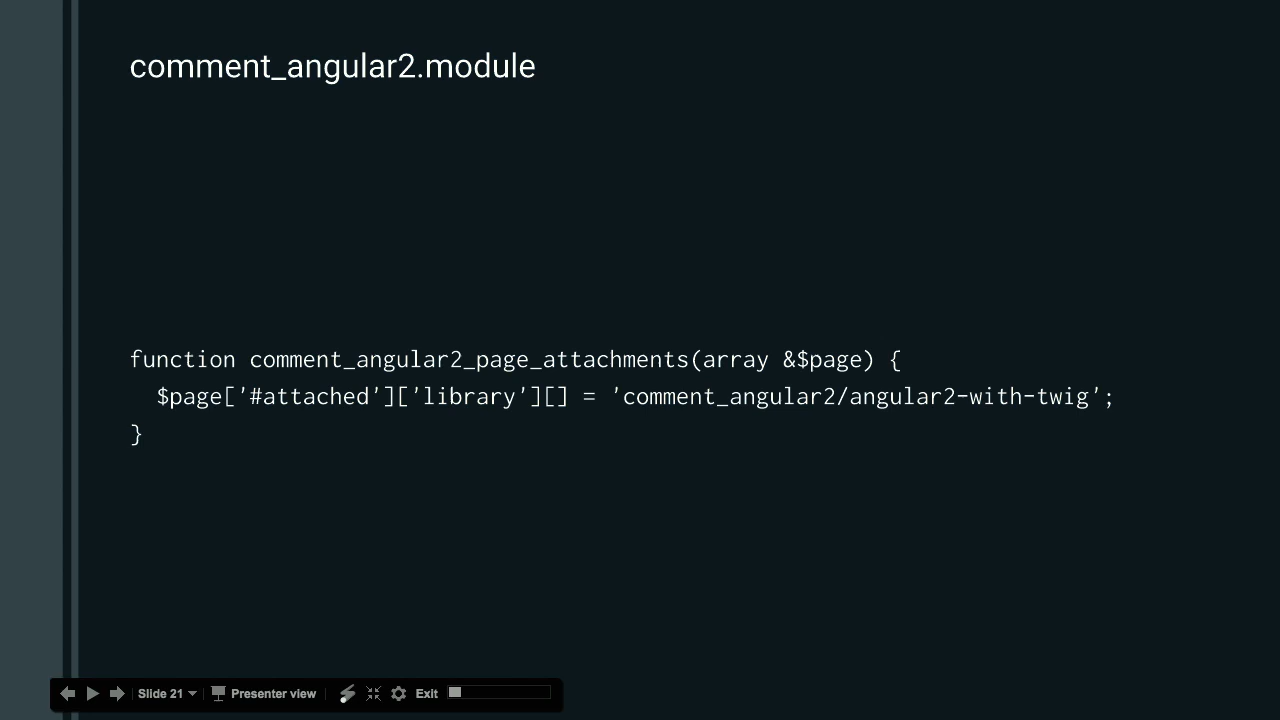 comment_angular2.module
function comment_angular2_page_attachments(array &$page) {
  $page['#attached']['library'][] = 'comment_angular2/angular2-with-twig';
}
Slide 21 Presenter view Exit